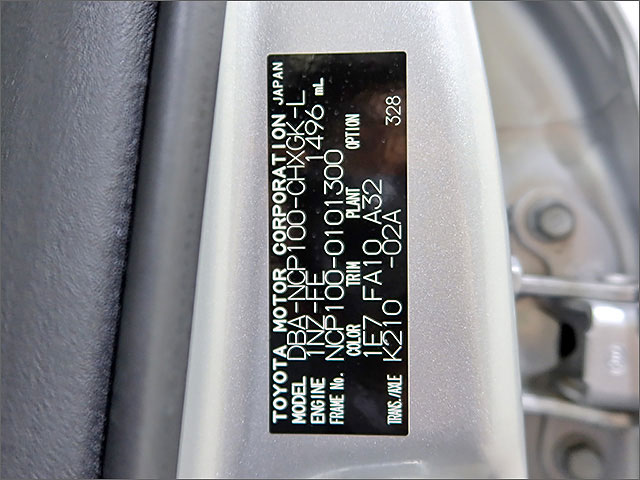 TOYOTA MOTOR CORPORATION JAPAN
MODEL DBA-NCP100-CHXGK-L
ENGINE 1NZ-FE 1496 mL
FRAME No. NCP100-0101300
COLOR TRIM PLANT OPTION
1E7 FA10 A32
TRANS./AXLE K210 -02A 328